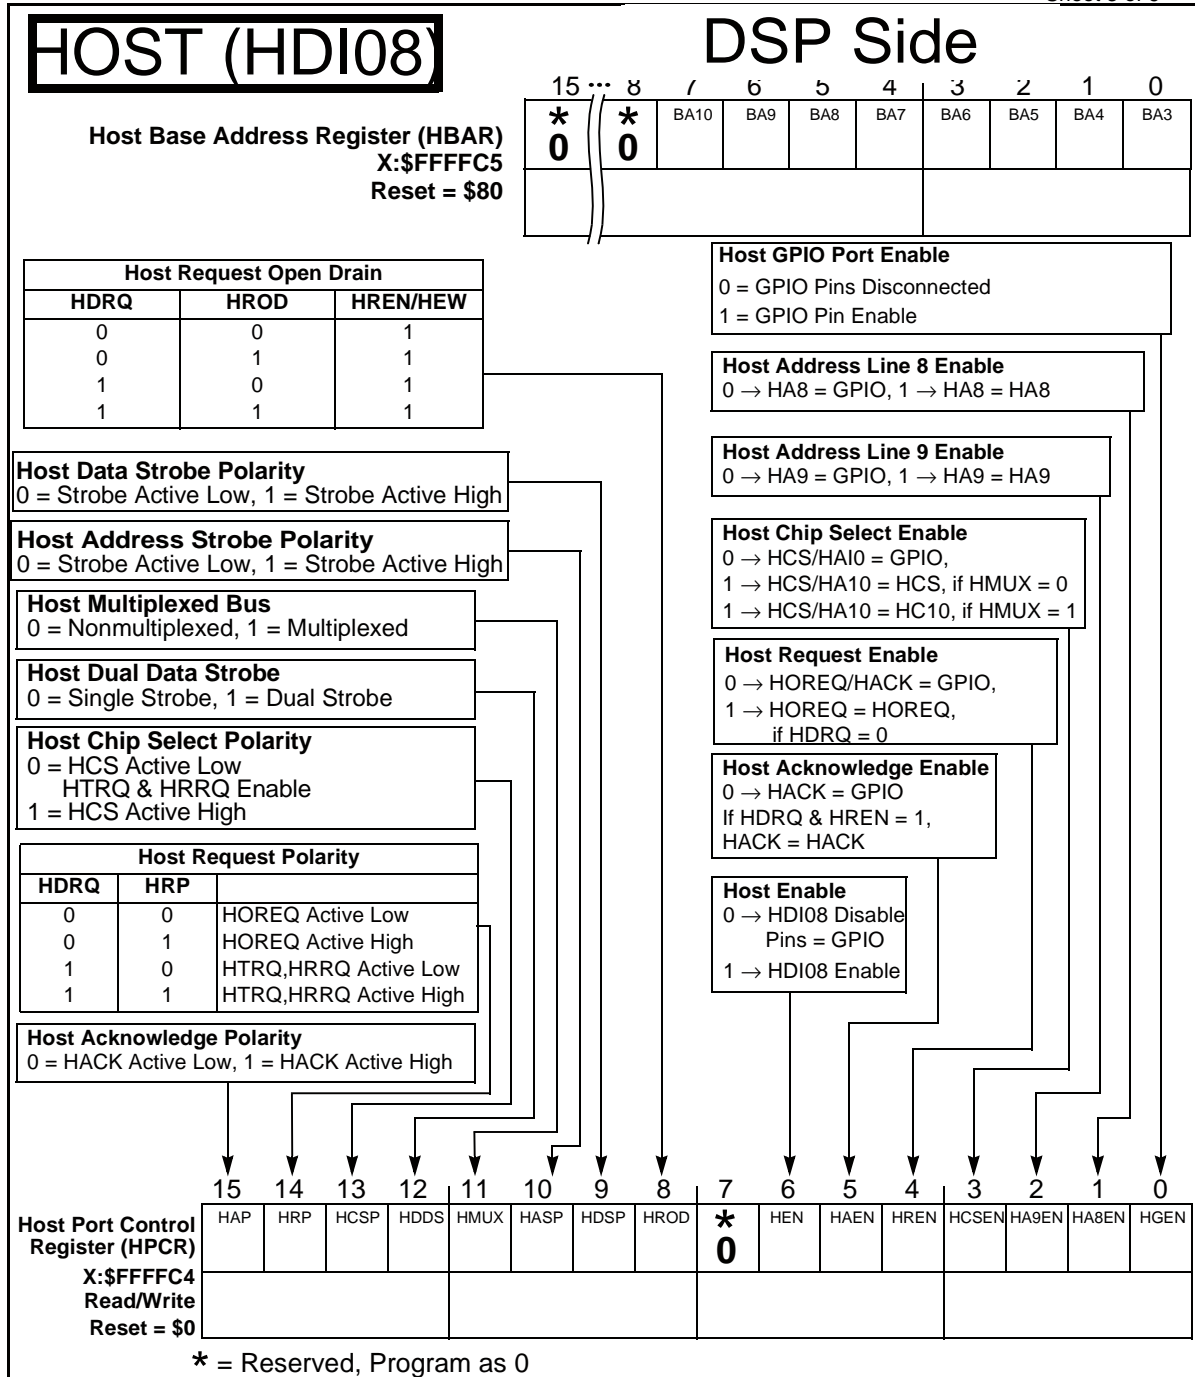 HOST (HDI08)
DSP Side
15 ••• 8 7 6 5 4 3 2 1 0
Host Base Address Register (HBAR)
X:$FFFFC5
Reset = $80
* * BA10 BA9 BA8 BA7 BA6 BA5 BA4 BA3
0 0
Host Request Open Drain
HDRQ HROD HREN/HEW
0 0 1
0 1 1
1 0 1
1 1 1
Host Data Strobe Polarity
0 = Strobe Active Low, 1 = Strobe Active High
Host Address Strobe Polarity
0 = Strobe Active Low, 1 = Strobe Active High
Host Multiplexed Bus
0 = Nonmultiplexed, 1 = Multiplexed
Host Dual Data Strobe
0 = Single Strobe, 1 = Dual Strobe
Host Chip Select Polarity
0 = HCS Active Low
HTRQ & HRRQ Enable
1 = HCS Active High
Host Request Polarity
HDRQ HRP
0 0 HOREQ Active Low
0 1 HOREQ Active High
1 0 HTRQ,HRRQ Active Low
1 1 HTRQ,HRRQ Active High
Host Acknowledge Polarity
0 = HACK Active Low, 1 = HACK Active High
Host GPIO Port Enable
0 = GPIO Pins Disconnected
1 = GPIO Pin Enable
Host Address Line 8 Enable
0 → HA8 = GPIO, 1 → HA8 = HA8
Host Address Line 9 Enable
0 → HA9 = GPIO, 1 → HA9 = HA9
Host Chip Select Enable
0 → HCS/HAI0 = GPIO,
1 → HCS/HA10 = HCS, if HMUX = 0
1 → HCS/HA10 = HC10, if HMUX = 1
Host Request Enable
0 → HOREQ/HACK = GPIO,
1 → HOREQ = HOREQ,
if HDRQ = 0
Host Acknowledge Enable
0 → HACK = GPIO
If HDRQ & HREN = 1,
HACK = HACK
Host Enable
0 → HDI08 Disable
Pins = GPIO
1 → HDI08 Enable
15 14 13 12 11 10 9 8 7 6 5 4 3 2 1 0
Host Port Control
Register (HPCR)
X:$FFFFC4
Read/Write
Reset = $0
HAP HRP HCSP HDDS HMUX HASP HDSP HROD * HEN HAEN HREN HCSEN HA9EN HA8EN HGEN
0
* = Reserved, Program as 0